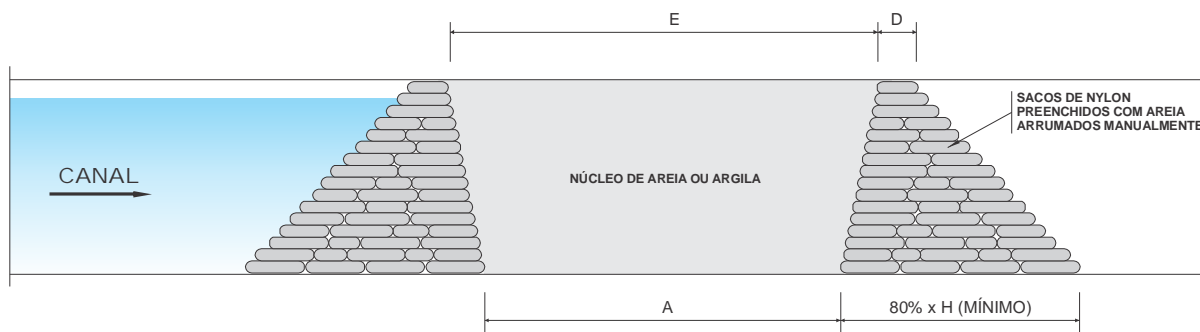 E
D
SACOS DE NYLON
PREENCHIDOS COM AREIA
ARRUMADOS MANUALMENTE
CANAL
NÚCLEO DE AREIA OU ARGILA
A
80% x H (MÍNIMO)